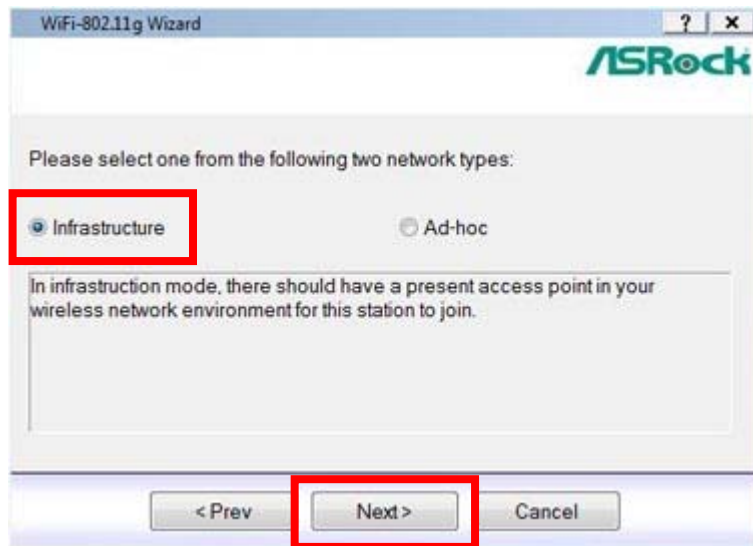 WiFi-802.11g Wizard ? x
ASRock
Please select one from the following two network types:
Infrastructure Ad-hoc
In infrastruction mode, there should have a present access point in your
wireless network environment for this station to join.
< Prev Next > Cancel